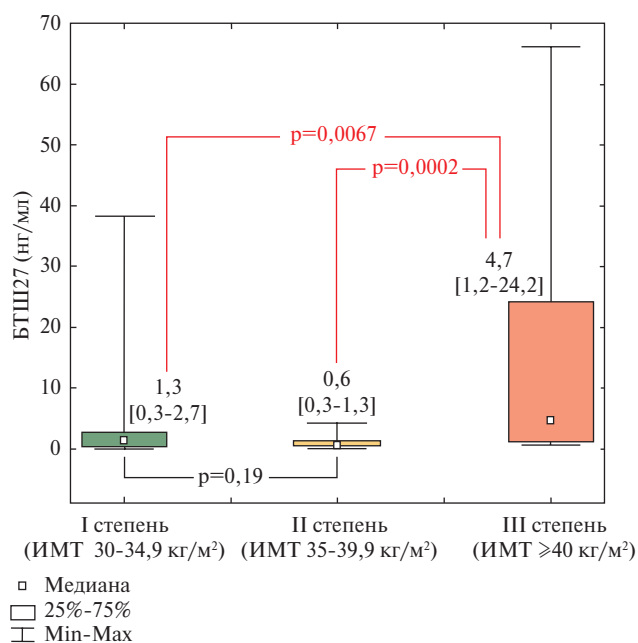 70
60
50
40
30
20
10
0
БТШ27 (нг/мл)
p=0,0067
p=0,0002
4,7
[1,2-24,2]
1,3
[0,3-2,7]
0,6
[0,3-1,3]
p=0,19
I степень
(ИМТ 30-34,9 кг/м²)
II степень
(ИМТ 35-39,9 кг/м²)
III степень
(ИМТ ⩾40 кг/м²)
Медиана
25%-75%
Min-Max